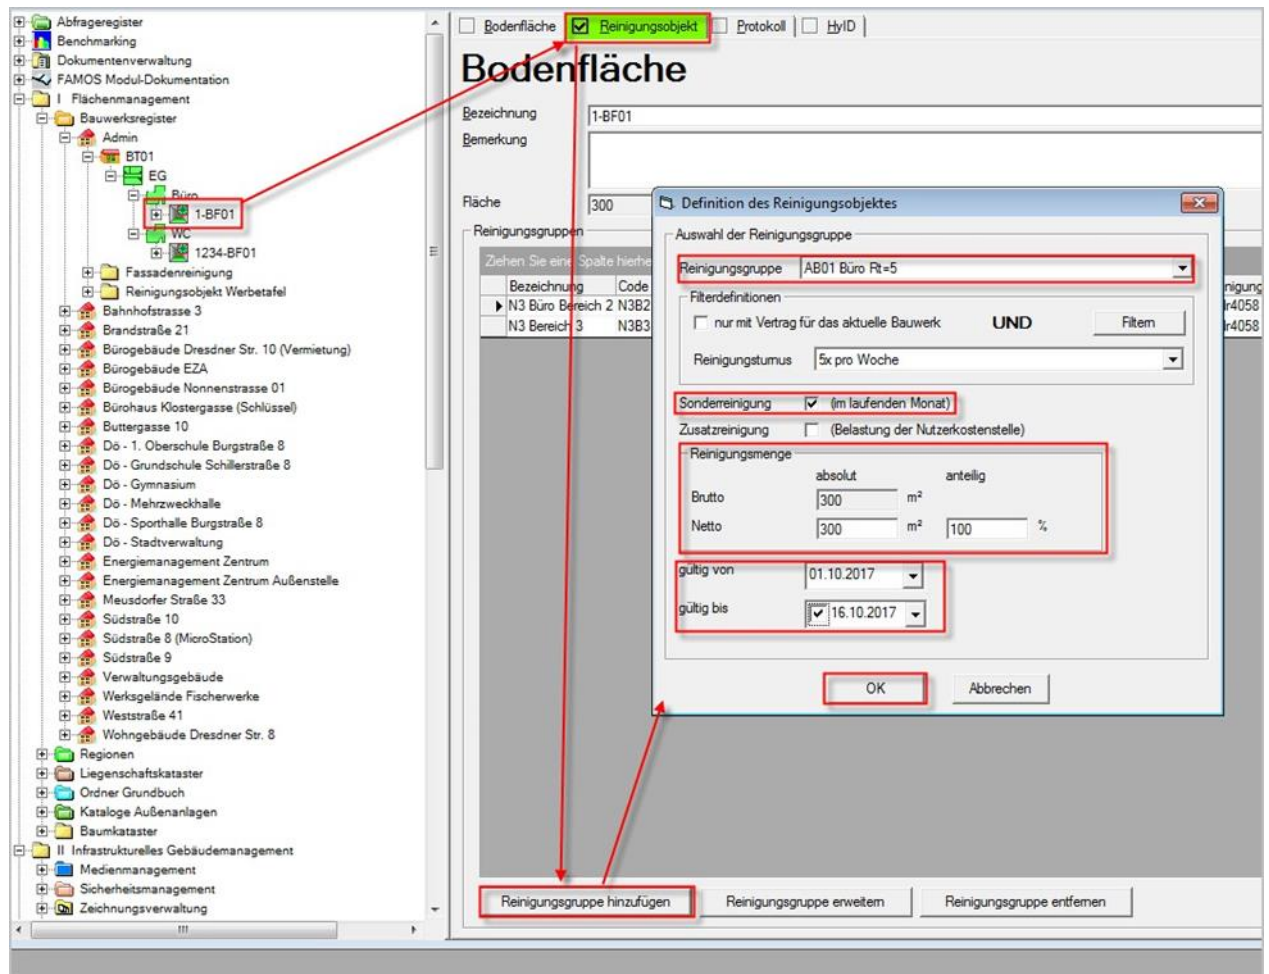 Abfrageregister
Benchmarking
Dokumentenverwaltung
FAMOS Modul-Dokumentation
I Flächenmanagement
Bauwerksregister
Admin
BT01
EG
Büro
1-BF01
WC
1234-BF01
Fassadenreinigung
Reinigungsobjekt Werbetafel
Bahnhofstrasse 3
Brandstraße 21
Bürogebäude Dresdner Str. 10 (Vermietung)
Bürogebäude EZA
Bürogebäude Nonnenstrasse 01
Bürohaus Klostergasse (Schlüssel)
Buttergasse 10
Dö - 1. Oberschule Burgstraße 8
Dö - Grundschule Schillerstraße 8
Dö - Gymnasium
Dö - Mehrzweckhalle
Dö - Sporthalle Burgstraße 8
Dö - Stadtverwaltung
Energiemanagement Zentrum
Energiemanagement Zentrum Außenstelle
Meusdorfer Straße 33
Südstraße 10
Südstraße 8 (MicroStation)
Südstraße 9
Verwaltungsgebäude
Werksgelände Fischerwerke
Weststraße 41
Wohngebäude Dresdner Str. 8
Regionen
Liegenschaftskataster
Ordner Grundbuch
Kataloge Außenanlagen
Baumkataster
II Infrastrukturelles Gebäudemanagement
Medienmanagement
Sicherheitsmanagement
Zeichnungsverwaltung
Bodenfläche Reinigungsobjekt Protokoll HyID
Bodenfläche
Bezeichnung 1-BF01
Bemerkung
Fläche 300
Reinigungsgruppen
Ziehen Sie eine Spalte hierhe
Bezeichnung Code nigung
N3 Büro Bereich 2 N3B2 lr4058
N3 Bereich 3 N3B3 lr4058
Definition des Reinigungsobjektes
Auswahl der Reinigungsgruppe
Reinigungsgruppe AB01 Büro Rt=5
Filterdefinitionen
nur mit Vertrag für das aktuelle Bauwerk UND Filtern
Reinigungsturnus 5x pro Woche
Sonderreinigung (im laufenden Monat)
Zusatzreinigung (Belastung der Nutzerkostenstelle)
Reinigungsmenge
absolut anteilig
Brutto 300 m²
Netto 300 m² 100 %
gültig von 01.10.2017
gültig bis 16.10.2017
OK Abbrechen
Reinigungsgruppe hinzufügen Reinigungsgruppe erweitern Reinigungsgruppe entfernen